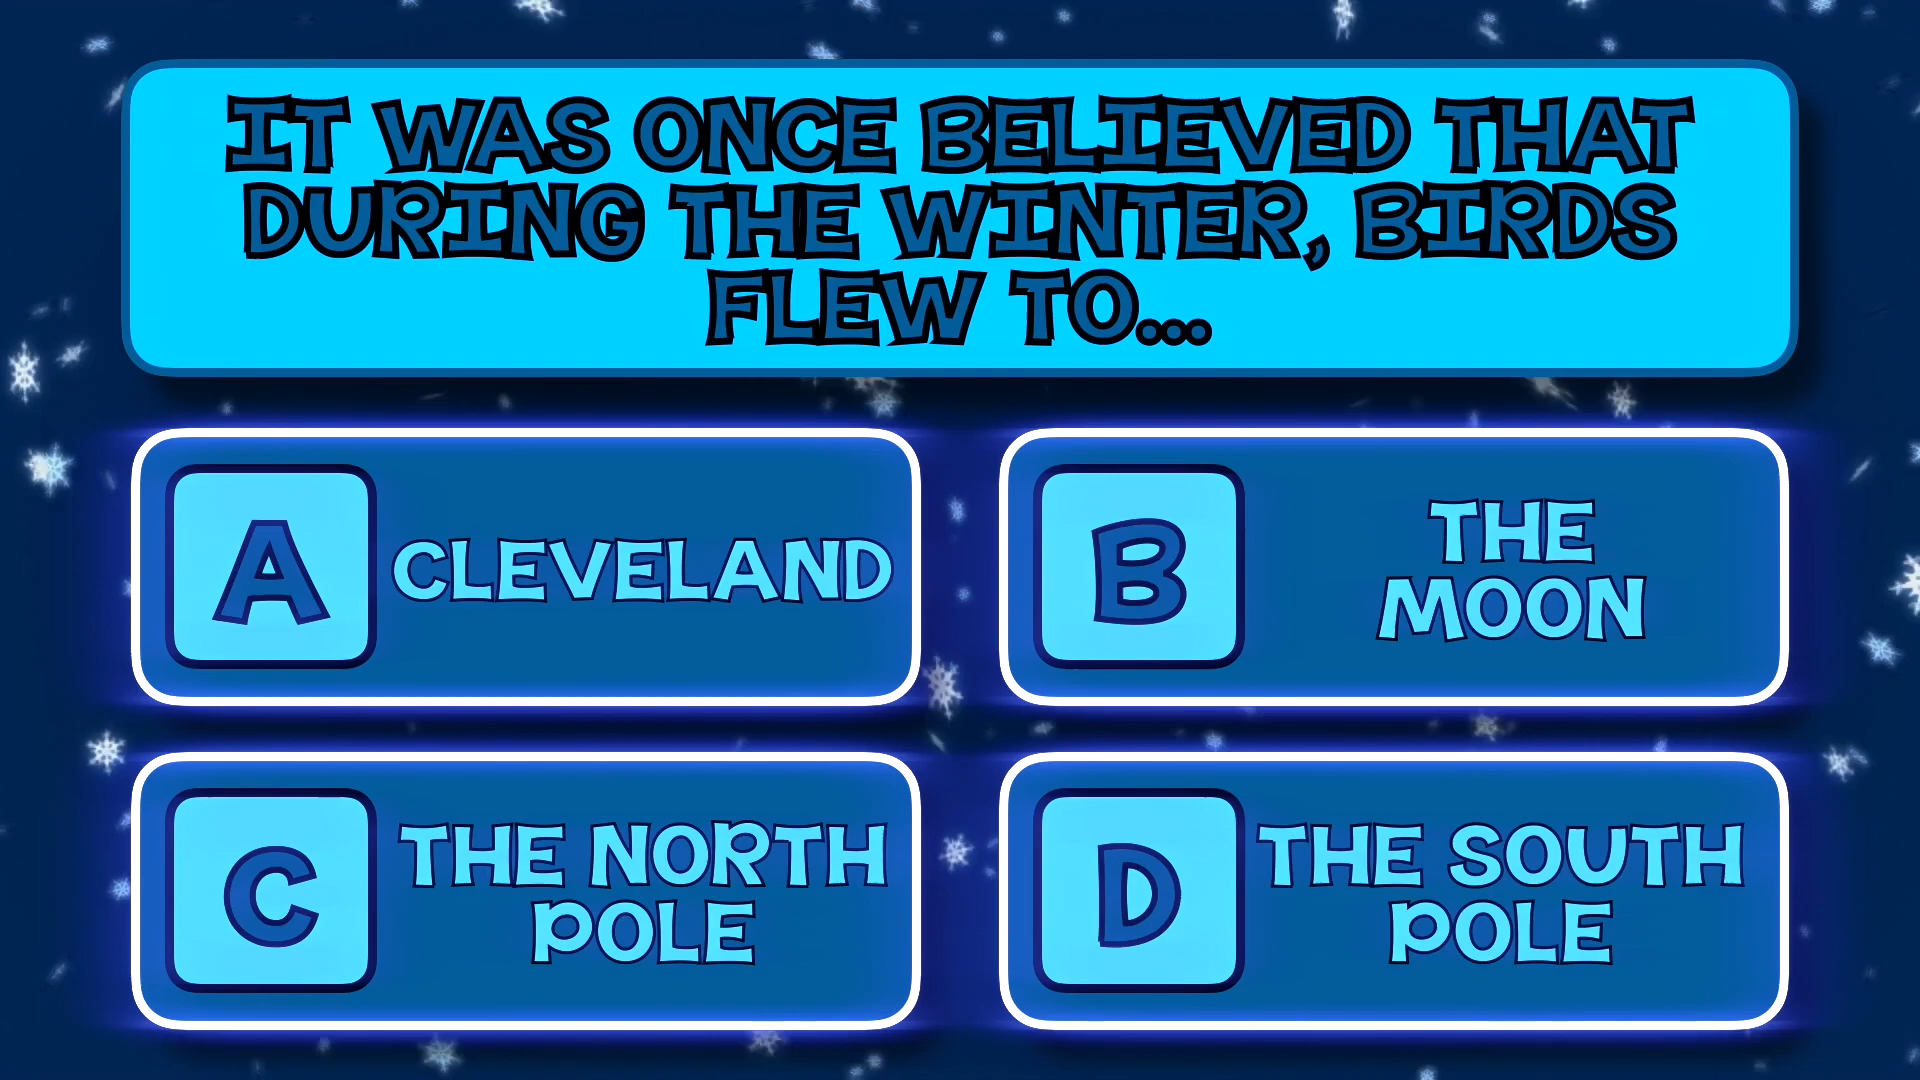 IT WAS ONCE BELIEVED THAT
DURING THE WINTER, BIRDS
FLEW TO...
A CLEVELAND
B THE
MOON
C THE NORTH
POLE
D THE SOUTH
POLE